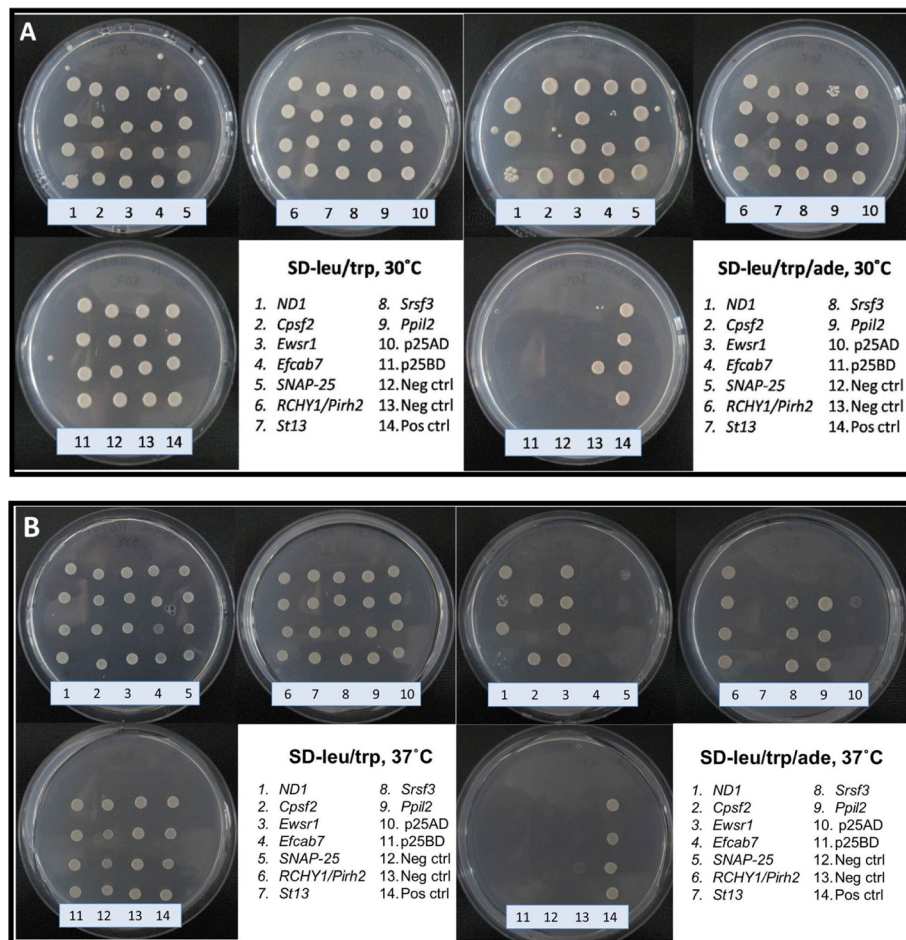 A
1 2 3 4 5
6 7 8 9 10
1 2 3 4 5
6 7 8 9 10
11 12 13 14
SD-leu/trp, 30˚C
1. ND1 8. Srsf3
2. Cpsf2 9. Ppil2
3. Ewsr1 10. p25AD
4. Efcab7 11. p25BD
5. SNAP-25 12. Neg ctrl
6. RCHY1/Pirh2 13. Neg ctrl
7. St13 14. Pos ctrl
11 12 13 14
SD-leu/trp/ade, 30˚C
1. ND1 8. Srsf3
2. Cpsf2 9. Ppil2
3. Ewsr1 10. p25AD
4. Efcab7 11. p25BD
5. SNAP-25 12. Neg ctrl
6. RCHY1/Pirh2 13. Neg ctrl
7. St13 14. Pos ctrl
B
1 2 3 4 5
6 7 8 9 10
1 2 3 4 5
6 7 8 9 10
11 12 13 14
SD-leu/trp, 37˚C
1. ND1 8. Srsf3
2. Cpsf2 9. Ppil2
3. Ewsr1 10. p25AD
4. Efcab7 11. p25BD
5. SNAP-25 12. Neg ctrl
6. RCHY1/Pirh2 13. Neg ctrl
7. St13 14. Pos ctrl
11 12 13 14
SD-leu/trp/ade, 37˚C
1. ND1 8. Srsf3
2. Cpsf2 9. Ppil2
3. Ewsr1 10. p25AD
4. Efcab7 11. p25BD
5. SNAP-25 12. Neg ctrl
6. RCHY1/Pirh2 13. Neg ctrl
7. St13 14. Pos ctrl